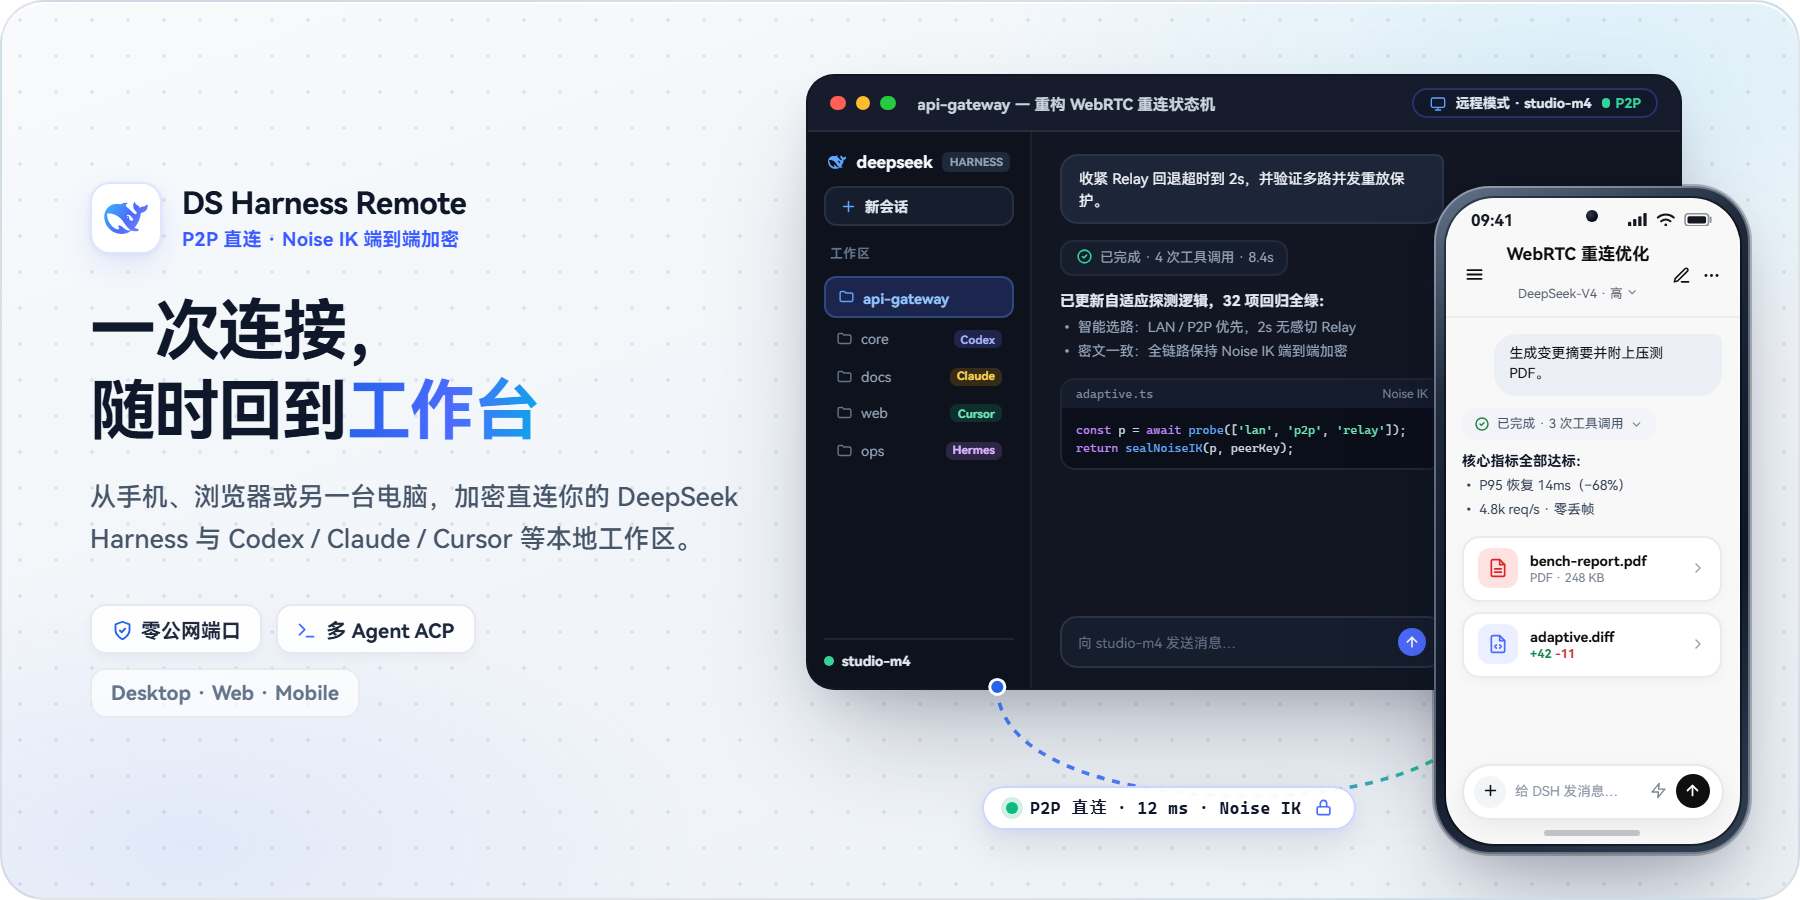 DS Harness Remote
P2P 直连 · Noise IK 端到端加密
一次连接，
随时回到工作台
从手机、浏览器或另一台电脑，加密直连你的 DeepSeek
Harness 与 Codex / Claude / Cursor 等本地工作区。
零公网端口
多 Agent ACP
Desktop · Web · Mobile
api-gateway — 重构 WebRTC 重连状态机
远程模式 · studio-m4
P2P
deepseek
HARNESS
新会话
工作区
api-gateway
core
Codex
docs
Claude
web
Cursor
ops
Hermes
studio-m4
收紧 Relay 回退超时到 2s，并验证多路并发重放保
护。
已完成 · 4 次工具调用 · 8.4s
已更新自适应探测逻辑，32 项回归全绿:
• 智能选路：LAN / P2P 优先，2s 无感切 Relay
• 密文一致：全链路保持 Noise IK 端到端加密
adaptive.ts
Noise IK
const p = await probe(['lan', 'p2p', 'relay']);
return sealNoiseIK(p, peerKey);
向 studio-m4 发送消息...
P2P 直连 · 12 ms · Noise IK
09:41
WebRTC 重连优化
DeepSeek-V4 · 高
生成变更摘要并附上压测
PDF。
已完成 · 3 次工具调用
核心指标全部达标:
• P95 恢复 14ms（−68%）
• 4.8k req/s · 零丢帧
bench-report.pdf
PDF · 248 KB
adaptive.diff
+42 -11
给 DSH 发消息...